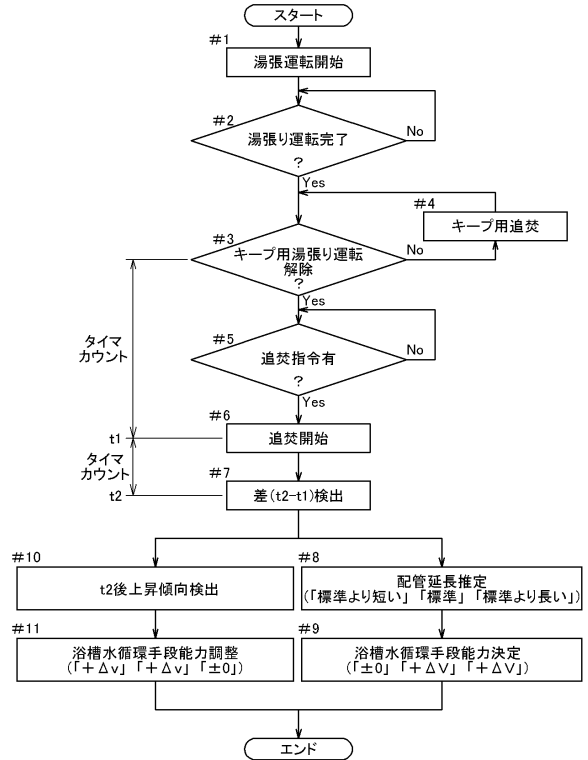 スタート
#1
湯張運転開始
#2
湯張り運転完了
?
No
Yes
#4
キープ用追焚
#3
キープ用湯張り運転
解除
?
No
Yes
タイマ
カウント
#5
追焚指令有
?
No
Yes
#6
追焚開始
t1
タイマ
カウント
#7
差(t2-t1)検出
t2
#10
t2後上昇傾向検出
#8
配管延長推定
(「標準より短い」「標準」「標準より長い」)
#11
浴槽水循環手段能力調整
(「+Δv」「+Δv」「±0」)
#9
浴槽水循環手段能力決定
(「±0」「+ΔV」「+ΔV」)
エンド